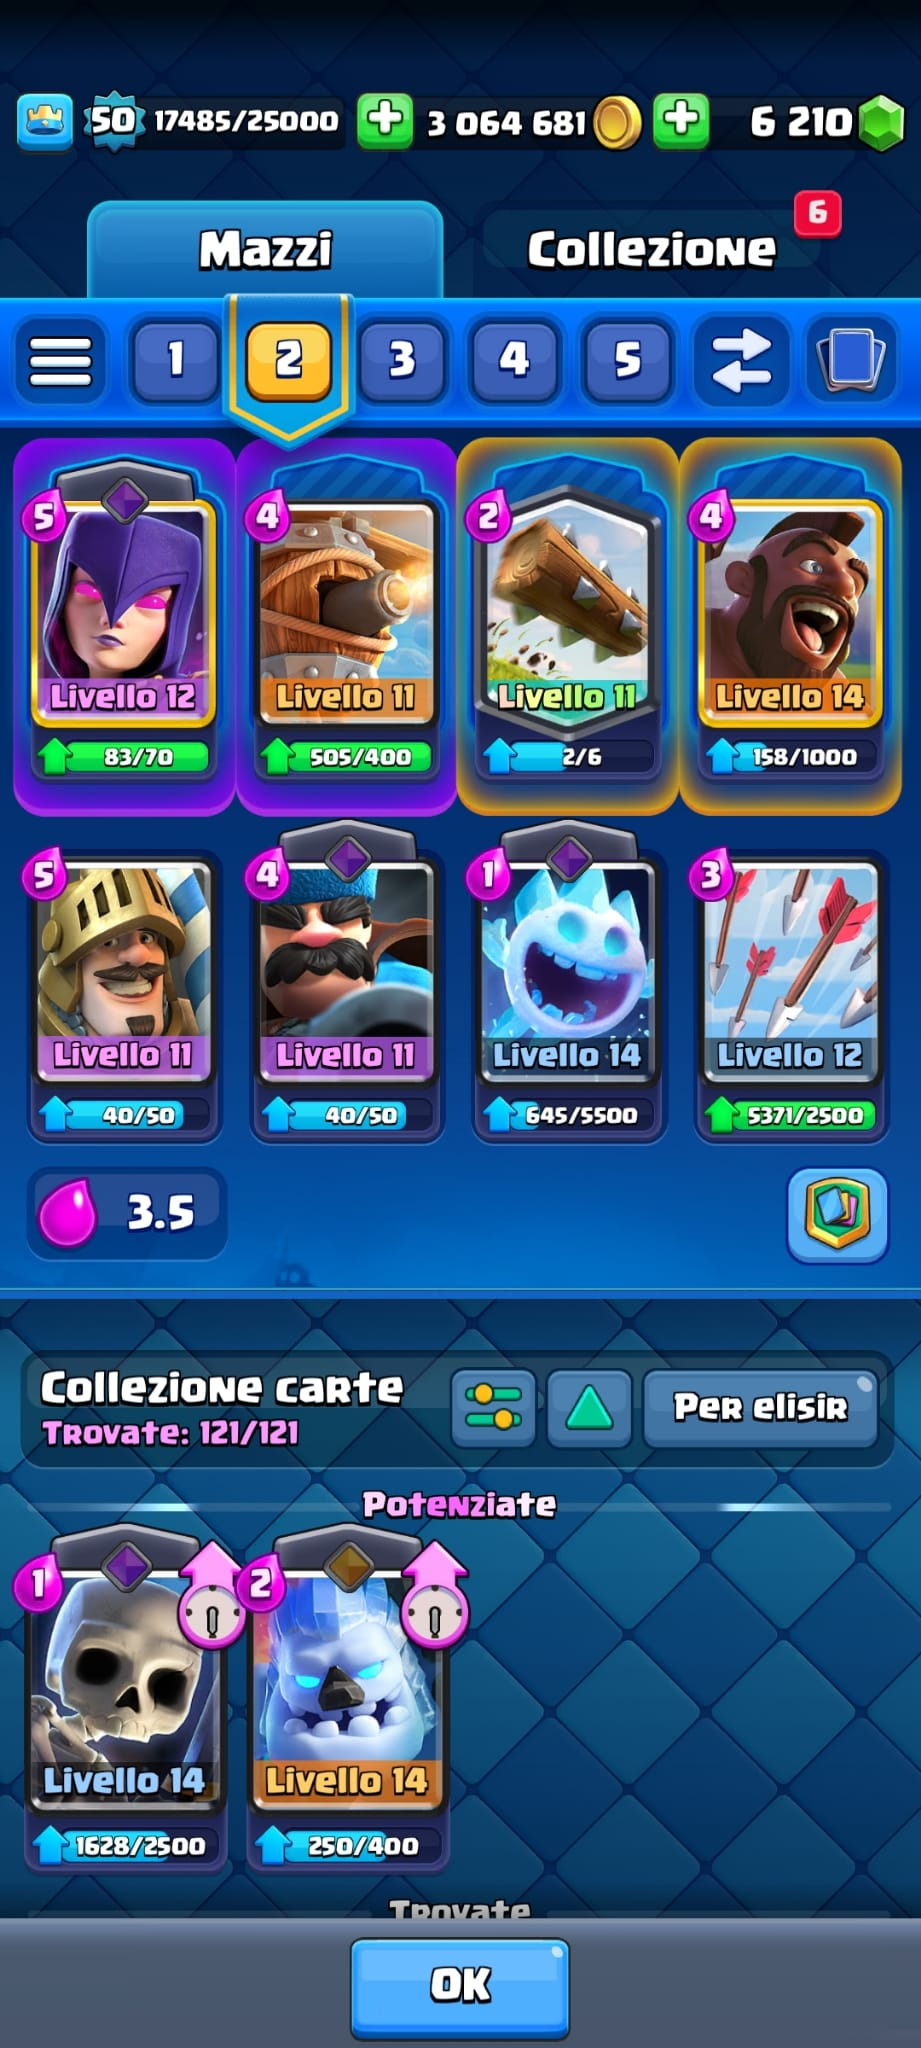 50 17485/25000 3 064 681 6 210
Mazzi Collezione 6
1 2 3 4 5
5 4 2 4
Livello 12 Livello 11 Livello 11 Livello 14
83/70 505/400 2/6 158/1000
5 4 1 3
Livello 11 Livello 11 Livello 14 Livello 12
40/50 40/50 645/5500 5371/2500
3.5
Collezione carte
Trovate: 121/121
Per elisir
Potenziate
1 2
Livello 14 Livello 14
1628/2500 250/400
Trovate
OK